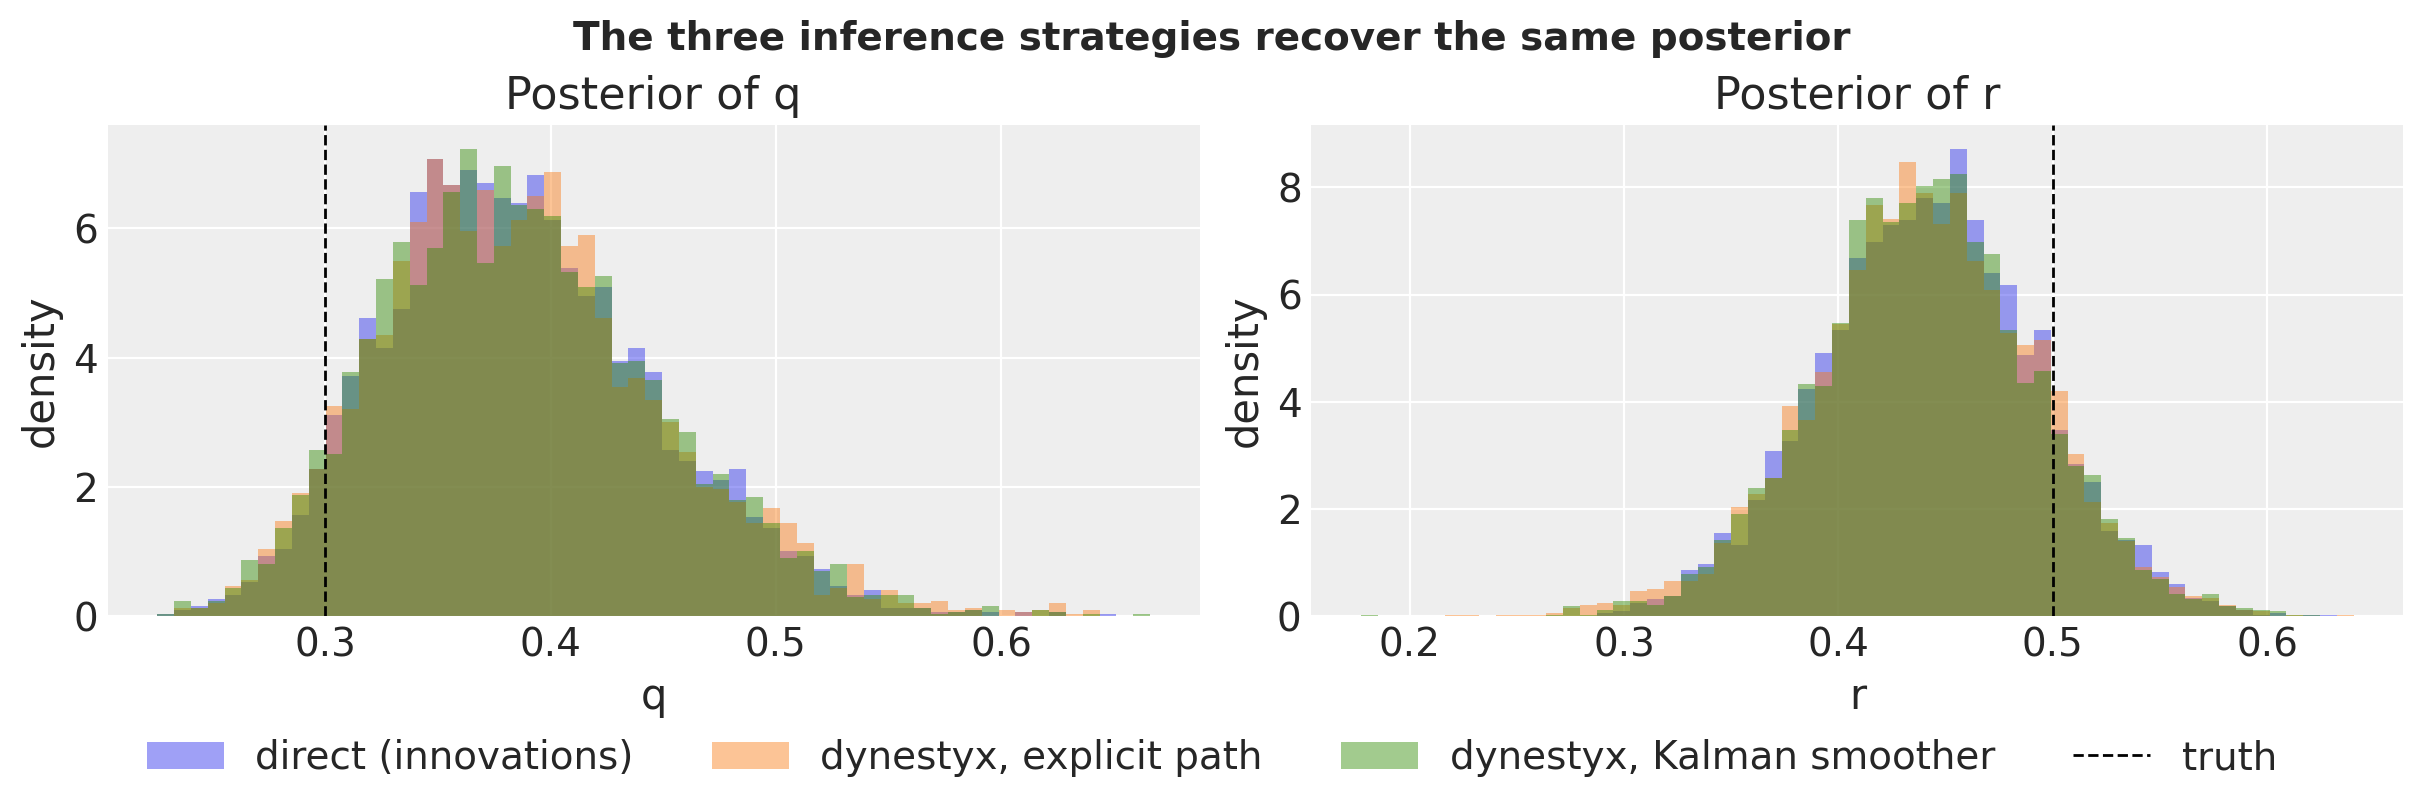 The three inference strategies recover the same posterior
Posterior of q
density
0
2
4
6
0.3
0.4
0.5
0.6
q
Posterior of r
density
0
2
4
6
8
0.2
0.3
0.4
0.5
0.6
r
direct (innovations)
dynestyx, explicit path
dynestyx, Kalman smoother
truth